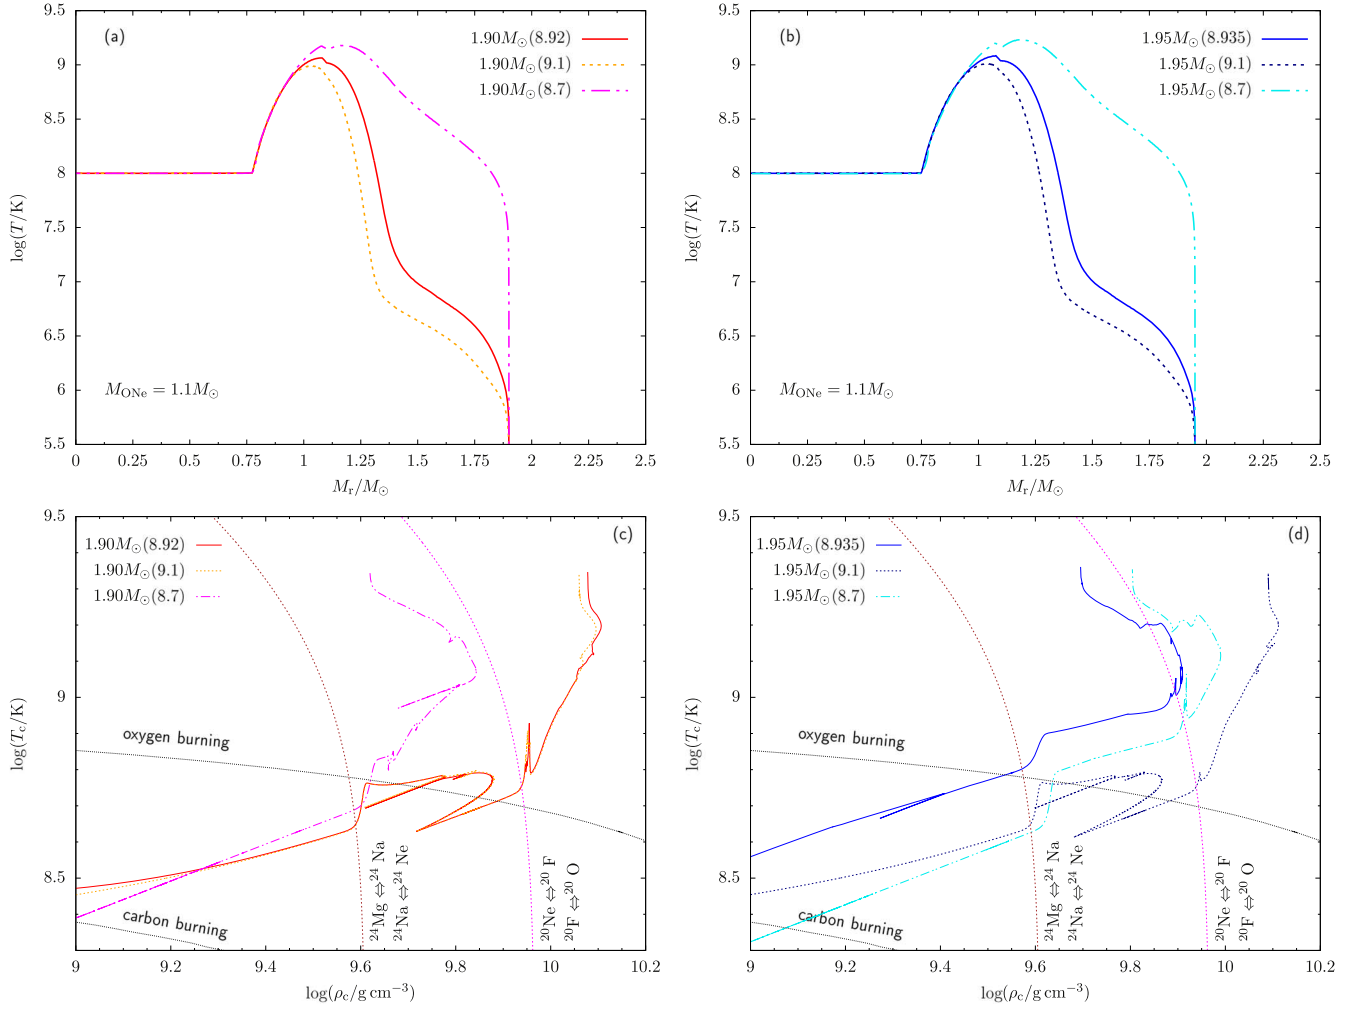 (a)
1.90M⊙(8.92)
1.90M⊙(9.1)
1.90M⊙(8.7)
log(T/K)
9.5
9
8.5
8
7.5
7
6.5
6
5.5
M_ONe = 1.1M⊙
0 0.25 0.5 0.75 1 1.25 1.5 1.75 2 2.25 2.5
M_r/M⊙
(b)
1.95M⊙(8.935)
1.95M⊙(9.1)
1.95M⊙(8.7)
log(T/K)
9.5
9
8.5
8
7.5
7
6.5
6
5.5
M_ONe = 1.1M⊙
0 0.25 0.5 0.75 1 1.25 1.5 1.75 2 2.25 2.5
M_r/M⊙
(c)
1.90M⊙(8.92)
1.90M⊙(9.1)
1.90M⊙(8.7)
log(T_c/K)
9.5
9
8.5
oxygen burning
carbon burning
²⁴Mg⇔²⁴Na
²⁴Na⇔²⁴Ne
²⁰Ne⇔²⁰F
²⁰F⇔²⁰O
9 9.2 9.4 9.6 9.8 10 10.2
log(ρ_c/g cm⁻³)
(d)
1.95M⊙(8.935)
1.95M⊙(9.1)
1.95M⊙(8.7)
log(T_c/K)
9.5
9
8.5
oxygen burning
carbon burning
²⁴Mg⇔²⁴Na
²⁴Na⇔²⁴Ne
²⁰Ne⇔²⁰F
²⁰F⇔²⁰O
9 9.2 9.4 9.6 9.8 10 10.2
log(ρ_c/g cm⁻³)